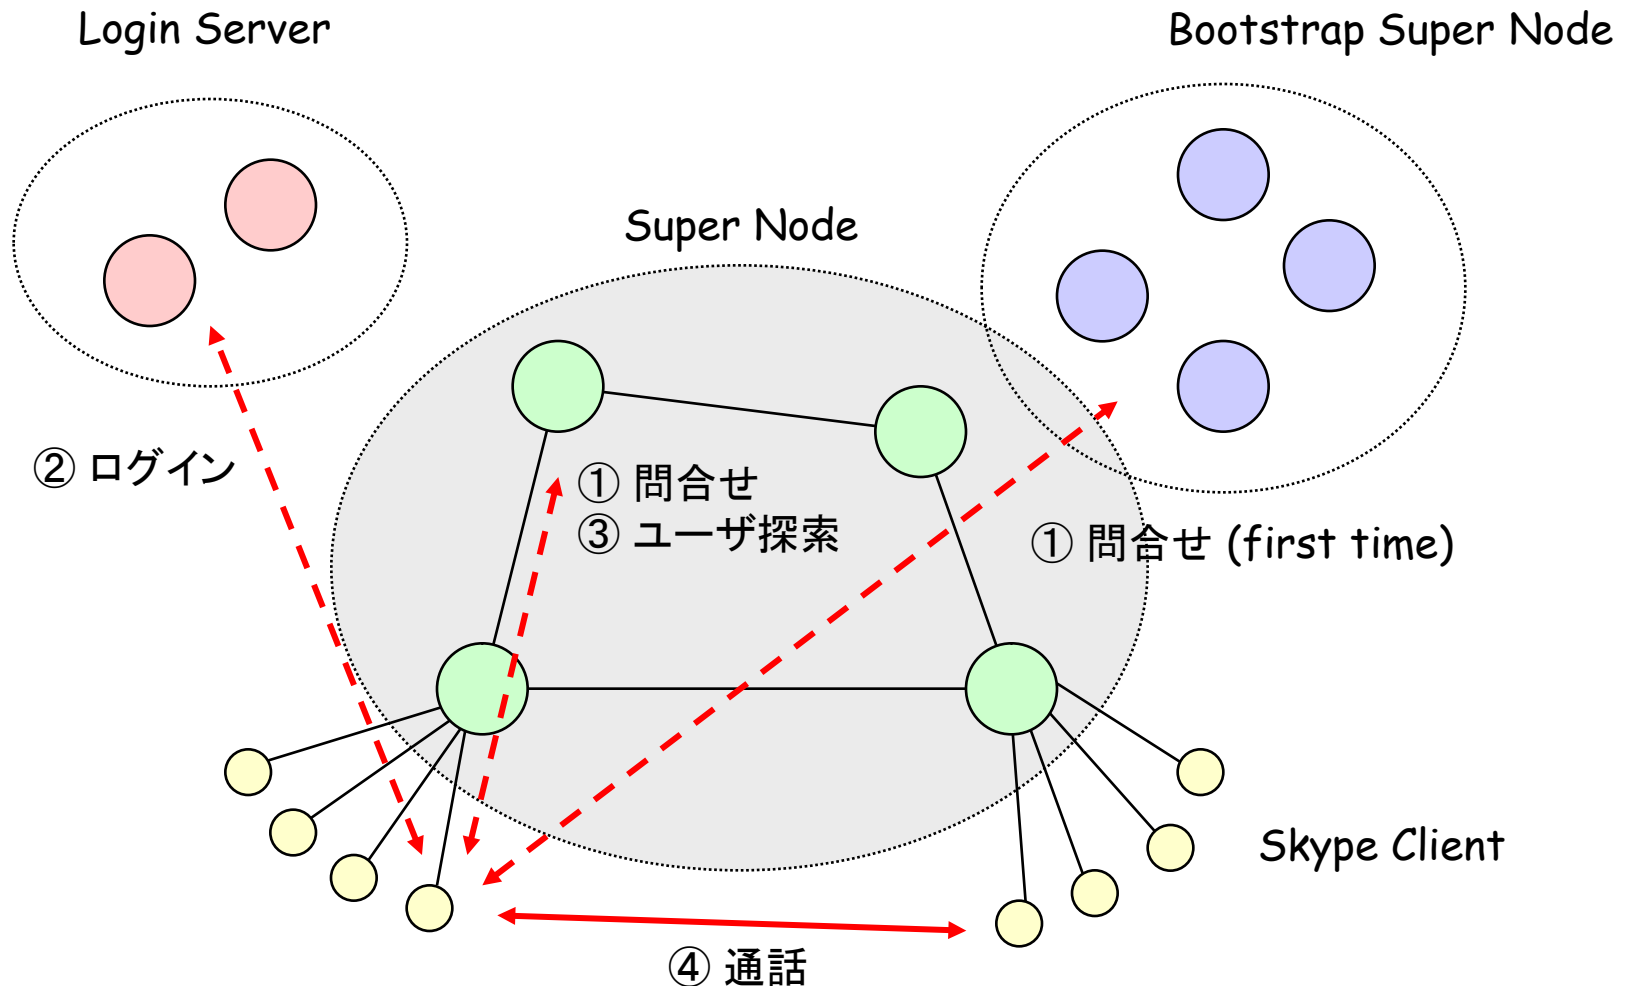 Login Server
Bootstrap Super Node
Super Node
② ログイン
① 問合せ
③ ユーザ探索
① 問合せ (first time)
Skype Client
④ 通話